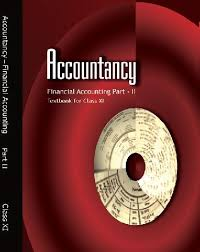 Accountancy – Financial Accounting Part II Class XI
Accountancy
Financial Accounting Part - II
Textbook for Class XI